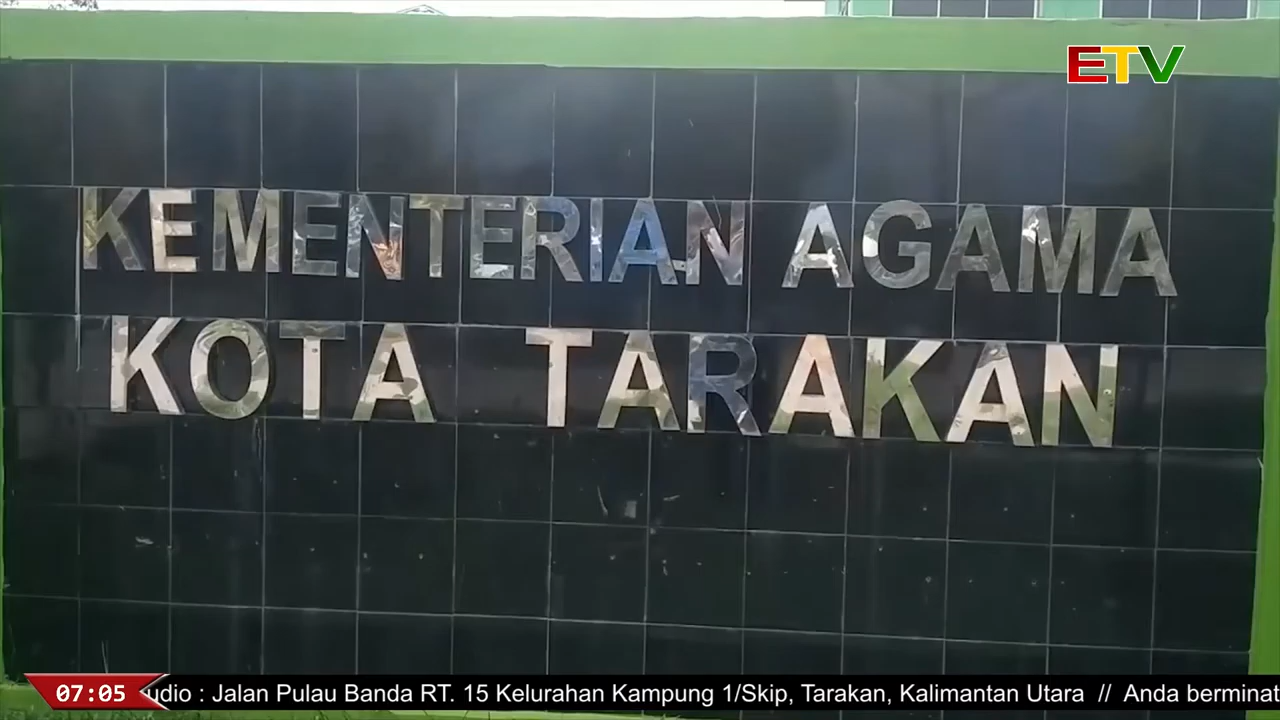 ETV
KEMENTERIAN AGAMA
KOTA TARAKAN
07:05 udio : Jalan Pulau Banda RT. 15 Kelurahan Kampung 1/Skip, Tarakan, Kalimantan Utara // Anda berminat